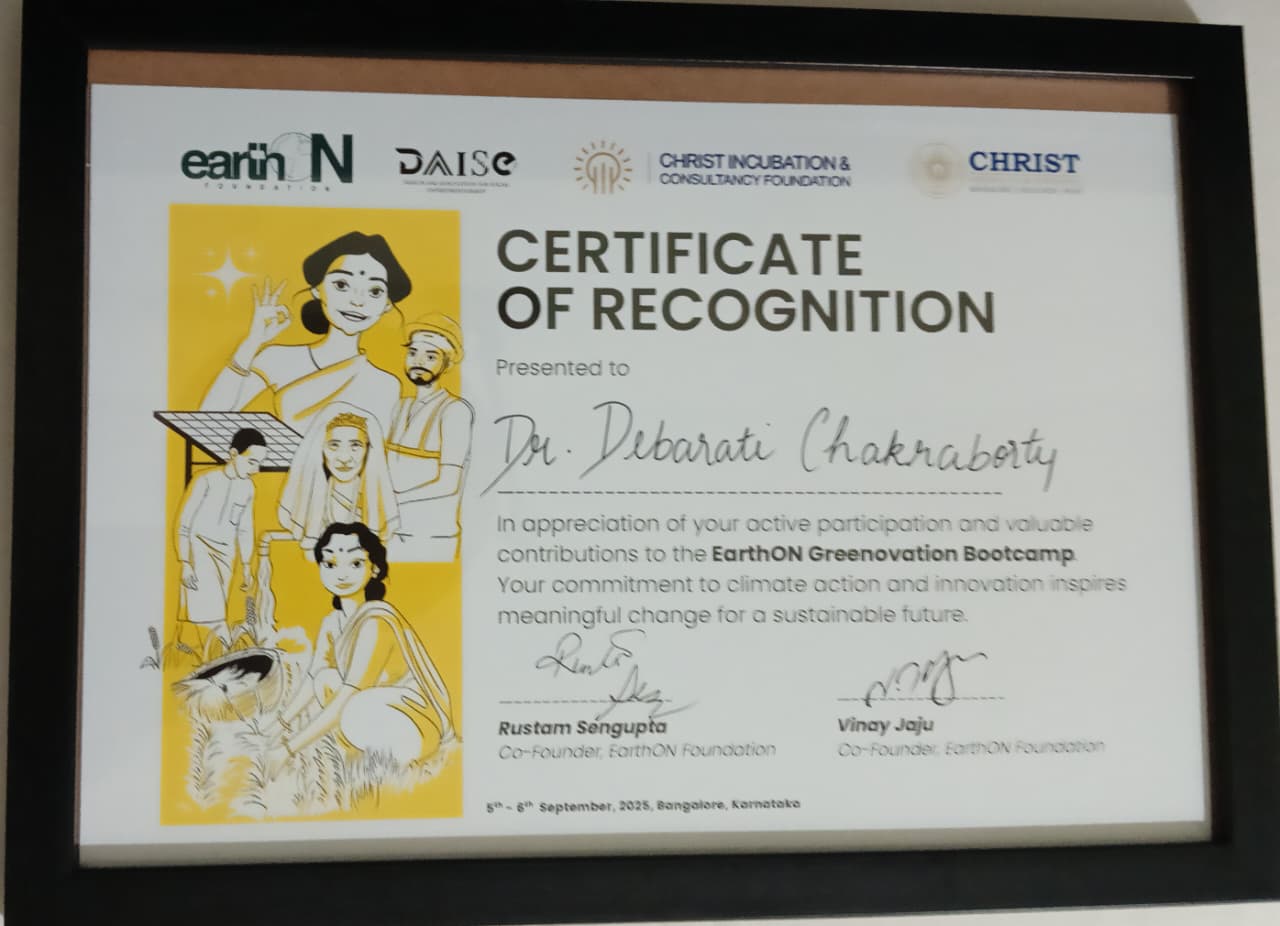 earthON
FOUNDATION
DAISE
CHRIST INCUBATION &
CONSULTANCY FOUNDATION
CHRIST
CERTIFICATE
OF RECOGNITION
Presented to
Dr. Debarati Chakraborty
In appreciation of your active participation and valuable
contributions to the EarthON Greenovation Bootcamp.
Your commitment to climate action and innovation inspires
meaningful change for a sustainable future.
Rustam Sengupta
Co-Founder, EarthON Foundation
Vinay Jaju
Co-Founder, EarthON Foundation
5th - 6th September, 2025, Bangalore, Karnataka